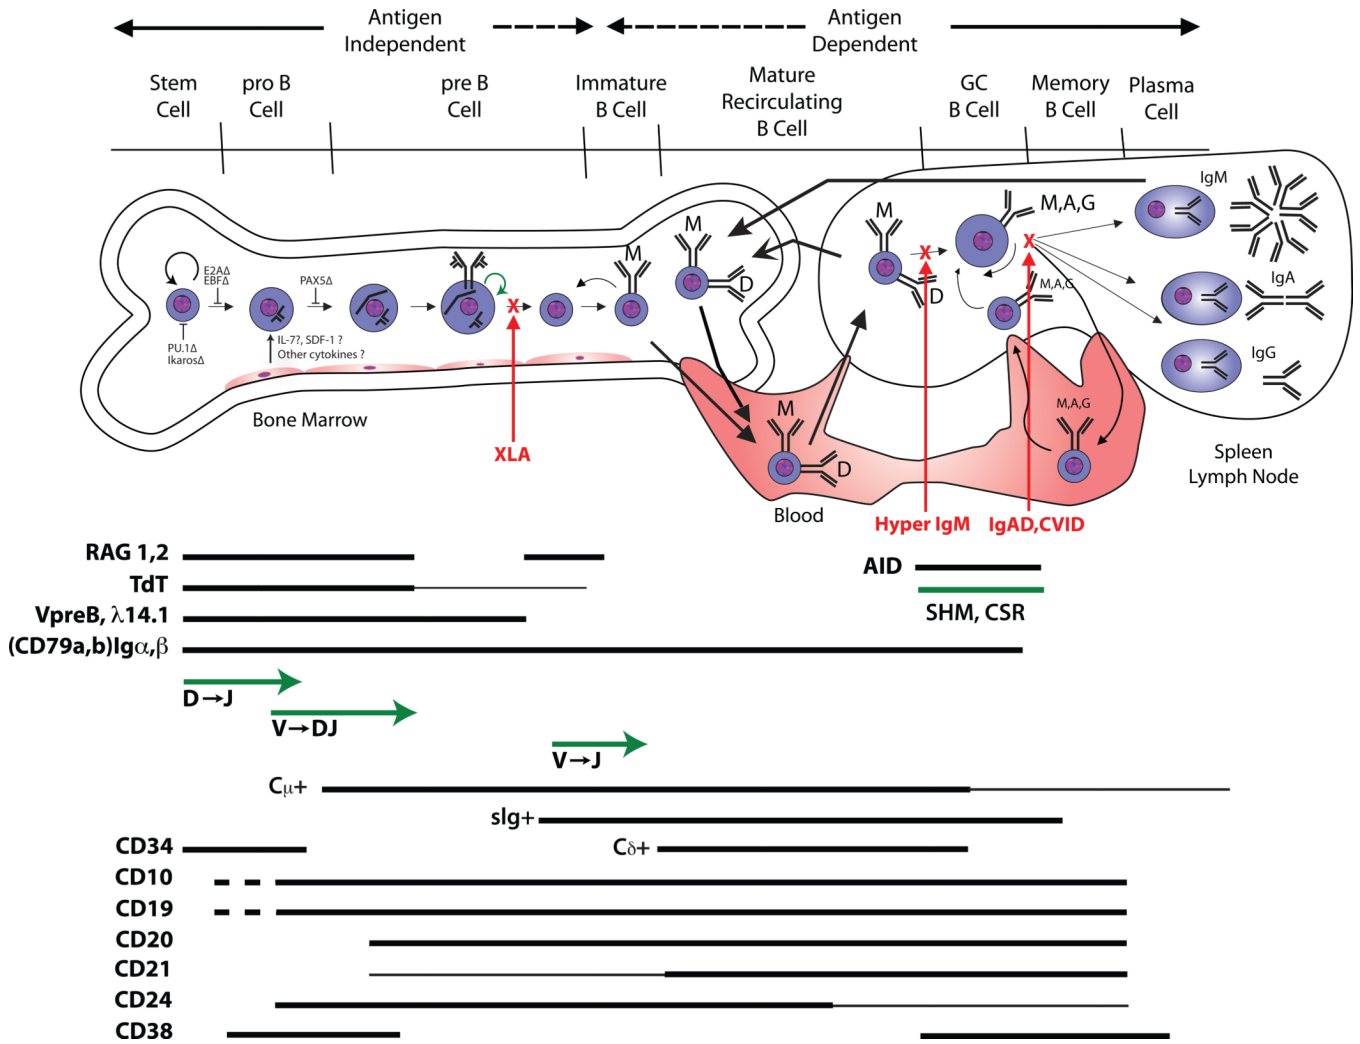 Antigen
Independent
Antigen
Dependent
Stem
Cell
pro B
Cell
pre B
Cell
Immature
B Cell
Mature
Recirculating
B Cell
GC
B Cell
Memory
B Cell
Plasma
Cell
IgM
M
M,A,G
M
M
D
D
IgA
M,A,G
E2AΔ
EBFΔ
PAX5Δ
X
X
X
PU.1Δ
IkarosΔ
IL-7?, SDF-1 ?
Other cytokines ?
IgG
Bone Marrow
XLA
M
D
M,A,G
Blood
Hyper IgM
IgAD,CVID
Spleen
Lymph Node
RAG 1,2
AID
TdT
SHM, CSR
VpreB, λ14.1
(CD79a,b)Igα,β
D→J
V→DJ
V→J
Cμ+
sIg+
CD34
Cδ+
CD10
CD19
CD20
CD21
CD24
CD38